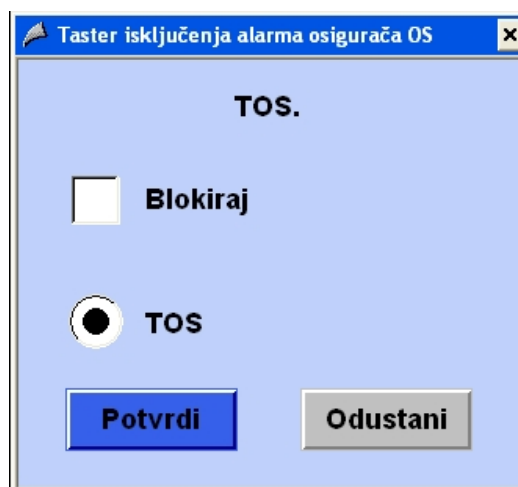 Taster isključenja alarma osigurača OS
TOS.
Blokiraj
TOS
Potvrdi
Odustani